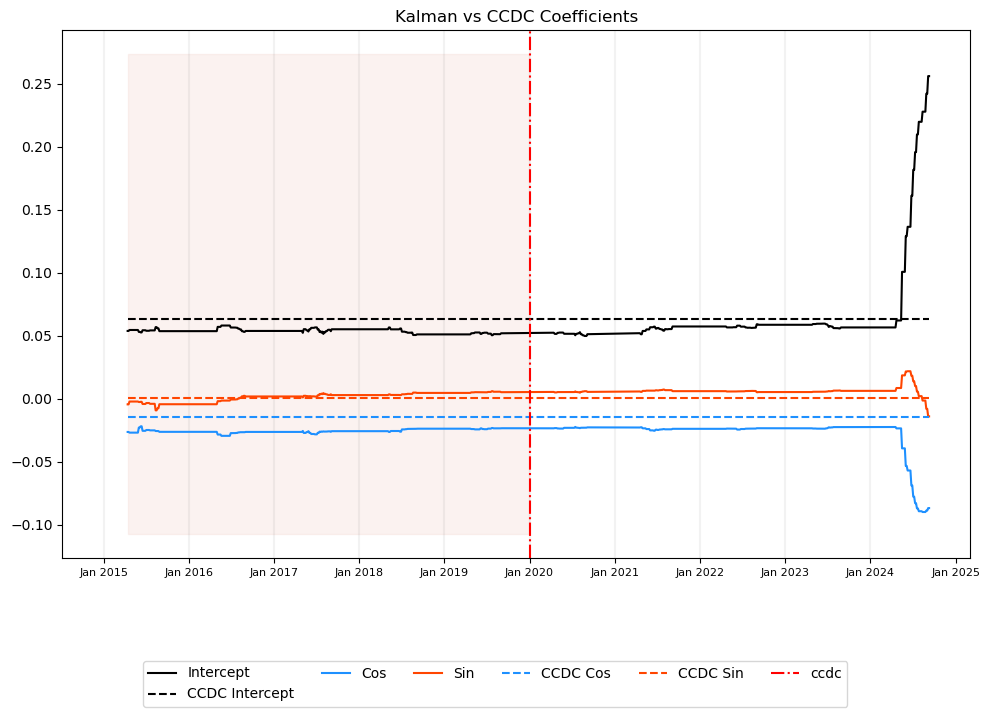 Kalman vs CCDC Coefficients
0.25
0.20
0.15
0.10
0.05
0.00
−0.05
−0.10
Jan 2015 Jan 2016 Jan 2017 Jan 2018 Jan 2019 Jan 2020 Jan 2021 Jan 2022 Jan 2023 Jan 2024 Jan 2025
Intercept Cos Sin CCDC Cos CCDC Sin ccdc
CCDC Intercept